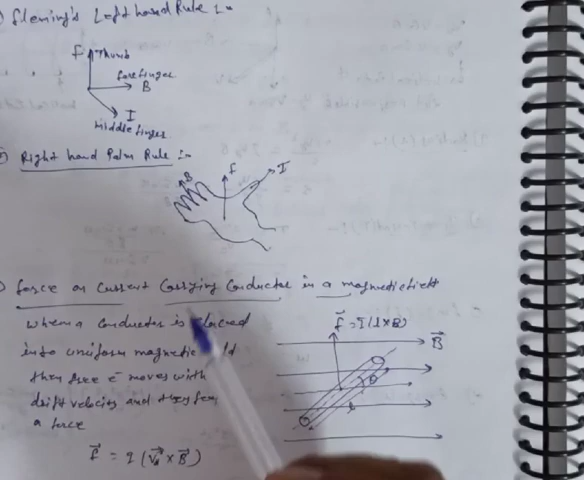 Fleming's Left hand Rule :-
F Thumb
forefinger
B
I
middle finger
Right hand Palm Rule :-
B F I
force on current Carrying Conductor in a magnetic field
when a conductor is placed
into uniform magnetic
then free e⁻ moves with
drift velocity and
a force
f⃗ = q (v⃗d × B⃗)
f⃗ = I(l×B)
B⃗
θ
l